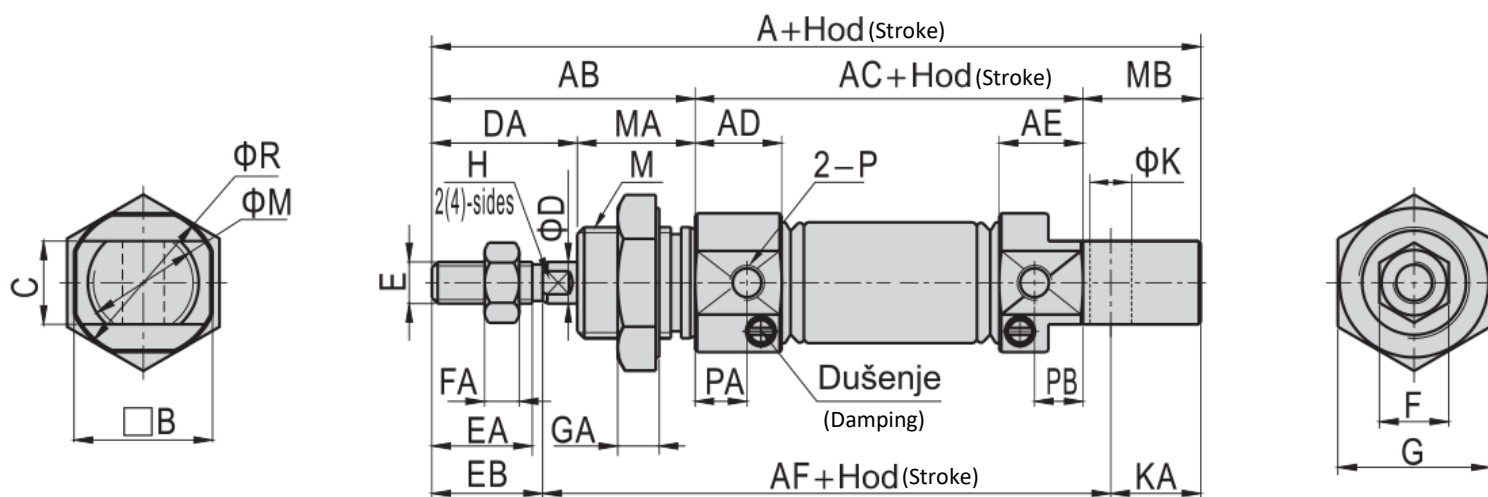 A+Hod (Stroke)
AB
AC+Hod (Stroke)
MB
DA
MA
AD
AE
ΦR
ΦM
H
2(4)-sides
M
2-P
ΦK
ΦD
C
E
FA
PA
Dušenje
(Damping)
PB
□B
EA
GA
F
G
EB
AF+Hod (Stroke)
KA